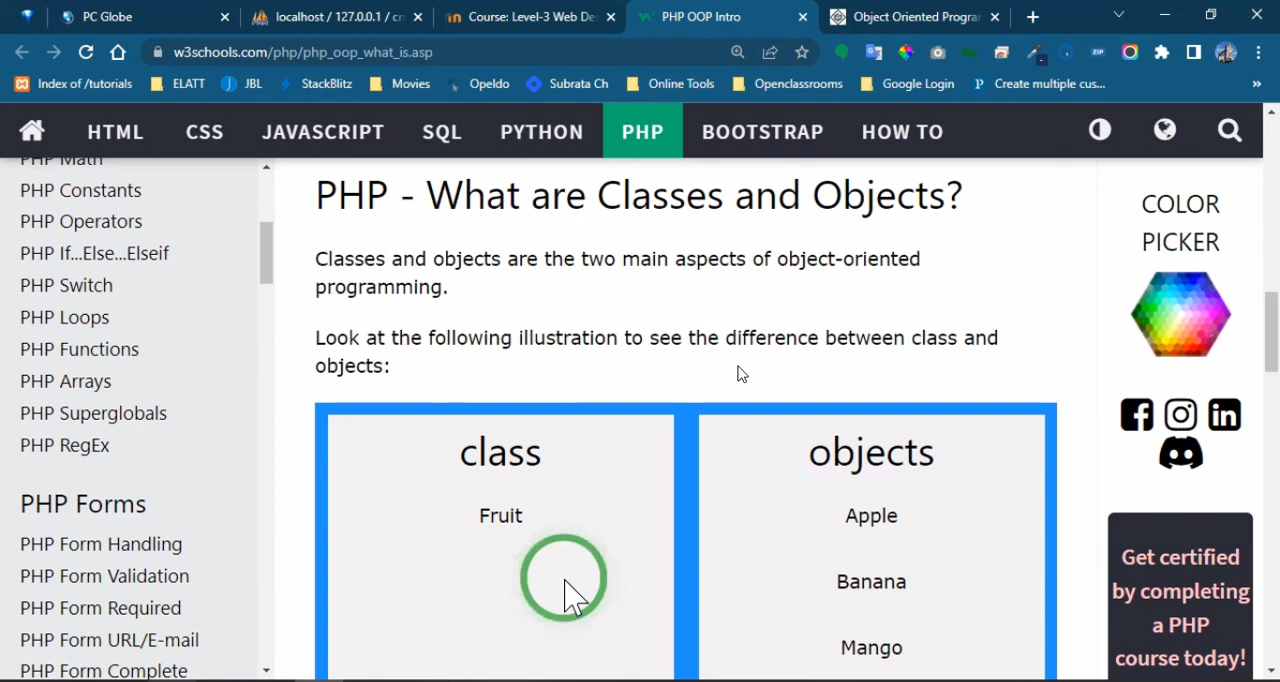 PC Globe
localhost / 127.0.0.1 / cr
Course: Level-3 Web De
PHP OOP Intro
Object Oriented Progra
w3schools.com/php/php_oop_what_is.asp
Index of /tutorials
ELATT
JBL
StackBlitz
Movies
Opeldo
Subrata Ch
Online Tools
Openclassrooms
Google Login
Create multiple cus...
HTML
CSS
JAVASCRIPT
SQL
PYTHON
PHP
BOOTSTRAP
HOW TO
PHP Math
PHP Constants
PHP Operators
PHP If...Else...Elseif
PHP Switch
PHP Loops
PHP Functions
PHP Arrays
PHP Superglobals
PHP RegEx
PHP Forms
PHP Form Handling
PHP Form Validation
PHP Form Required
PHP Form URL/E-mail
PHP Form Complete
PHP - What are Classes and Objects?
Classes and objects are the two main aspects of object-oriented
programming.
Look at the following illustration to see the difference between class and
objects:
class
Fruit
objects
Apple
Banana
Mango
COLOR
PICKER
Get certified
by completing
a PHP
course today!